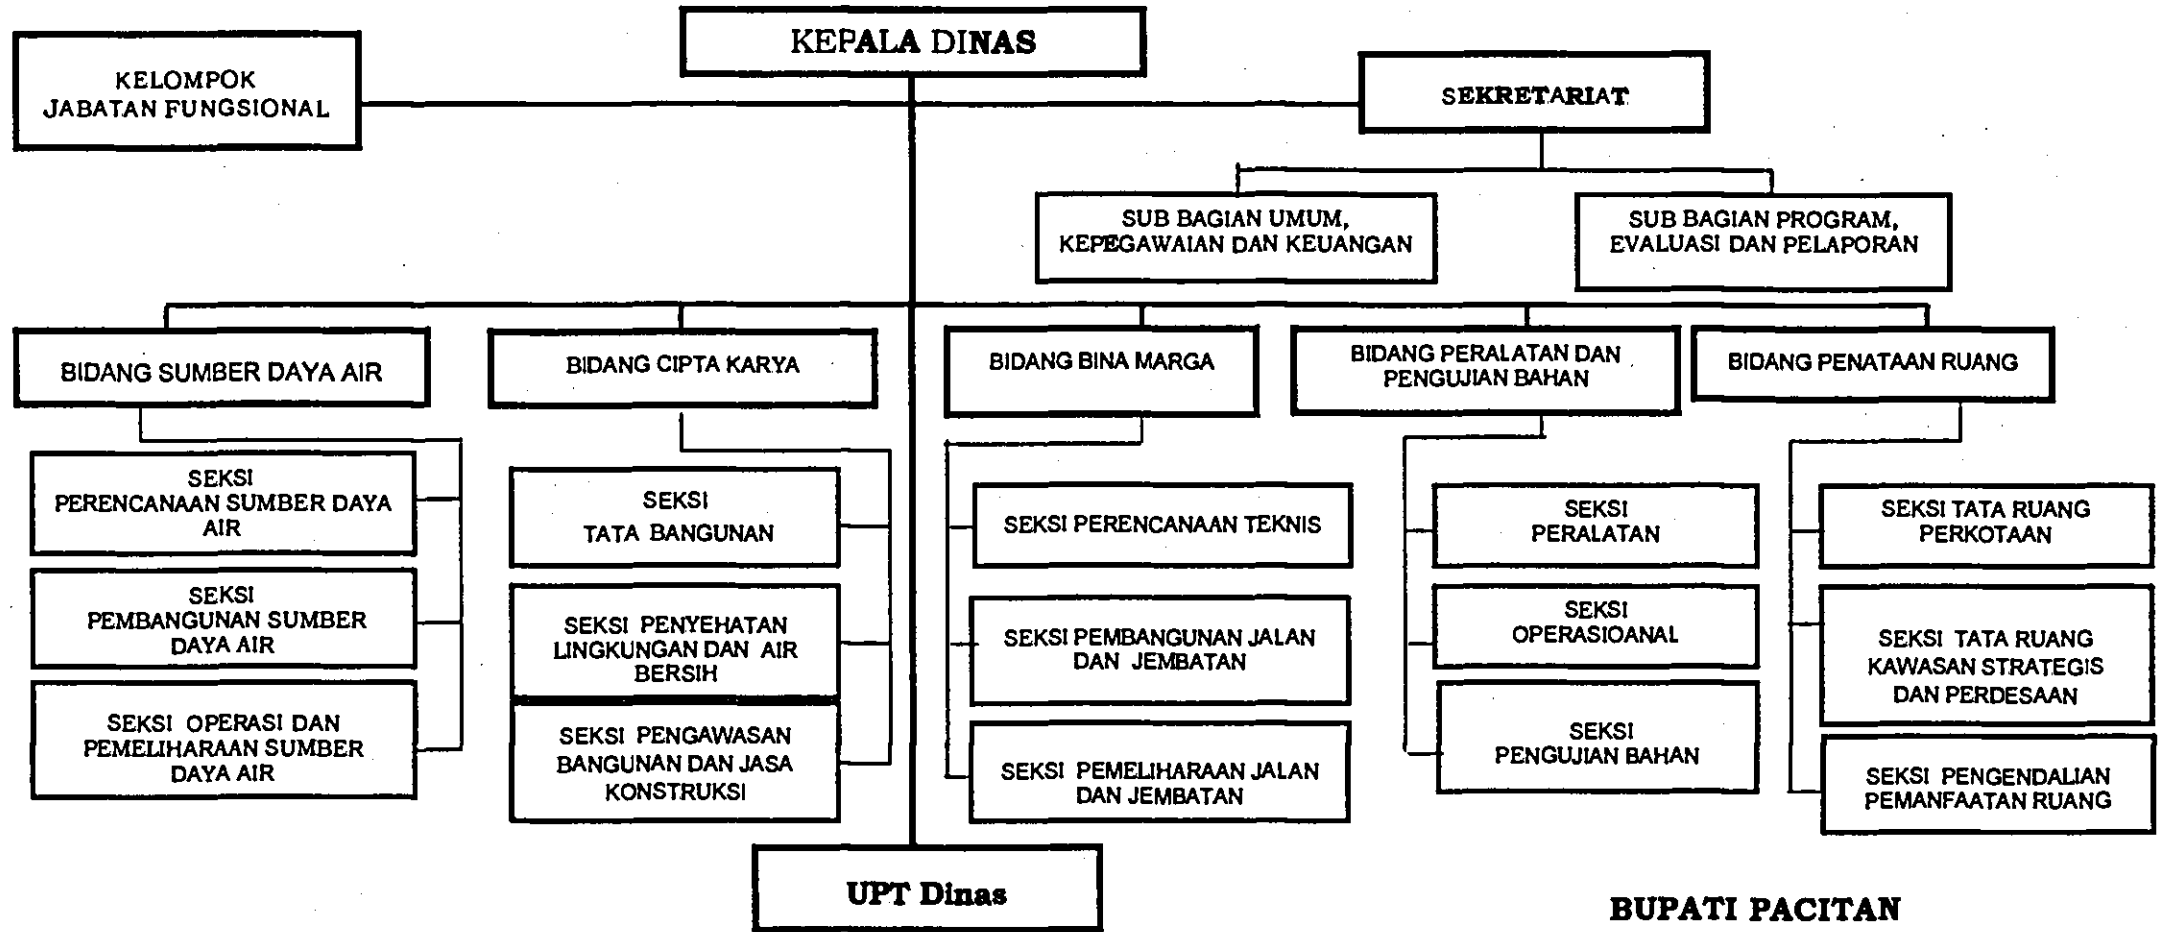 KEPALA DINAS
KELOMPOK
JABATAN FUNGSIONAL
SEKRETARIAT
SUB BAGIAN UMUM,
KEPEGAWAIAN DAN KEUANGAN
SUB BAGIAN PROGRAM,
EVALUASI DAN PELAPORAN
BIDANG SUMBER DAYA AIR
BIDANG CIPTA KARYA
BIDANG BINA MARGA
BIDANG PERALATAN DAN
PENGUJIAN BAHAN
BIDANG PENATAAN RUANG
SEKSI
PERENCANAAN SUMBER DAYA
AIR
SEKSI
PEMBANGUNAN SUMBER
DAYA AIR
SEKSI OPERASI DAN
PEMELIHARAAN SUMBER
DAYA AIR
SEKSI
TATA BANGUNAN
SEKSI PENYEHATAN
LINGKUNGAN DAN AIR
BERSIH
SEKSI PENGAWASAN
BANGUNAN DAN JASA
KONSTRUKSI
SEKSI PERENCANAAN TEKNIS
SEKSI PEMBANGUNAN JALAN
DAN JEMBATAN
SEKSI PEMELIHARAAN JALAN
DAN JEMBATAN
SEKSI
PERALATAN
SEKSI
OPERASIOANAL
SEKSI
PENGUJIAN BAHAN
SEKSI TATA RUANG
PERKOTAAN
SEKSI TATA RUANG
KAWASAN STRATEGIS
DAN PERDESAAN
SEKSI PENGENDALIAN
PEMANFAATAN RUANG
UPT Dinas
BUPATI PACITAN